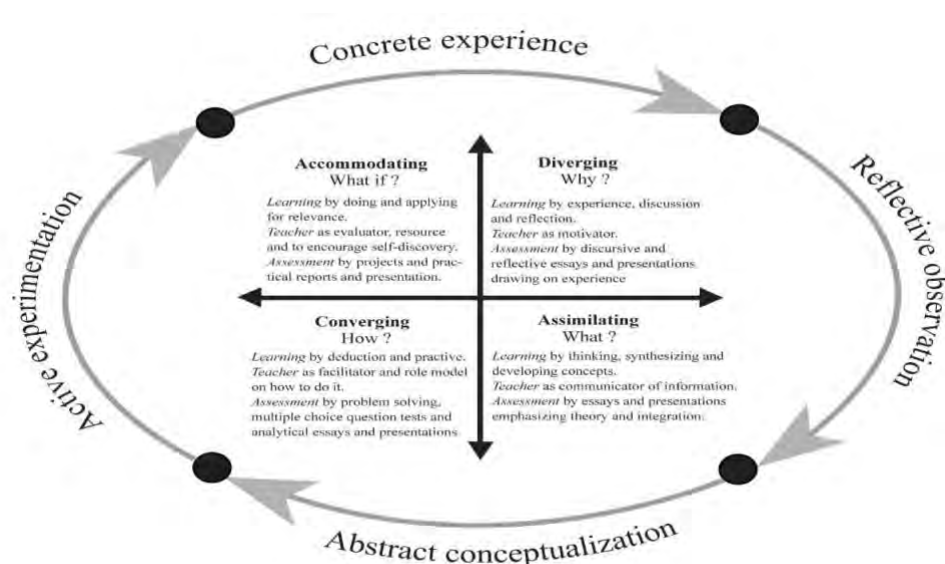 Concrete experience
Reflective observation
Abstract conceptualization
Active experimentation
Accommodating
What if ?
Learning by doing and applying
for relevance.
Teacher as evaluator, resource
and to encourage self-discovery.
Assessment by projects and prac-
tical reports and presentation.
Diverging
Why ?
Learning by experience, discussion
and reflection.
Teacher as motivator.
Assessment by discursive and
reflective essays and presentations
drawing on experience
Converging
How ?
Learning by deduction and practive.
Teacher as facilitator and role model
on how to do it.
Assessment by problem solving,
multiple choice question tests and
analytical essays and presentations
Assimilating
What ?
Learning by thinking, synthesizing and
developing concepts.
Teacher as communicator of information.
Assessment by essays and presentations
emphasizing theory and integration.